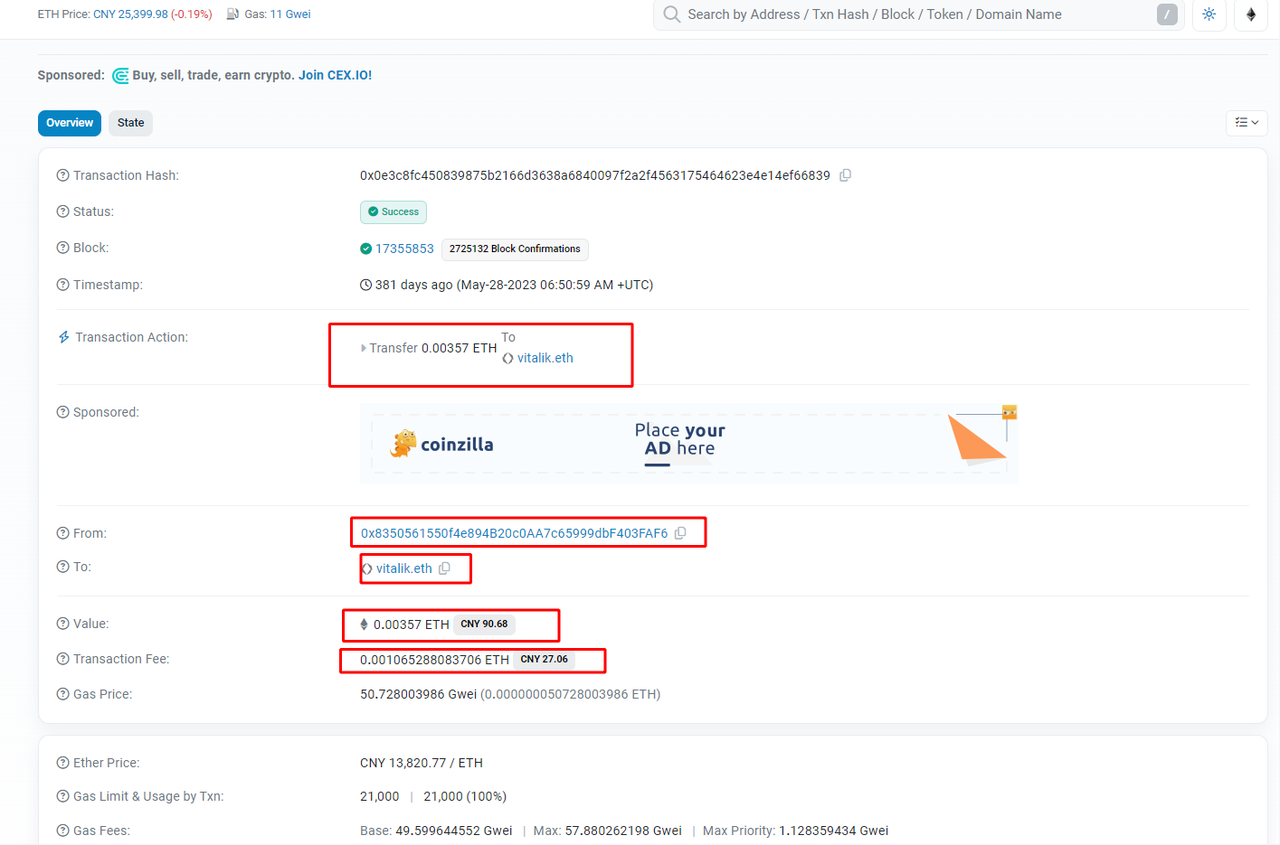 ETH Price: CNY 25,399.98 (-0.19%) Gas: 11 Gwei
Search by Address / Txn Hash / Block / Token / Domain Name /
Sponsored: Buy, sell, trade, earn crypto. Join CEX.IO!
Overview State
Transaction Hash: 0x0e3c8fc450839875b2166d3638a6840097f2a2f4563175464623e4e14ef66839
Status: Success
Block: 17355853 2725132 Block Confirmations
Timestamp: 381 days ago (May-28-2023 06:50:59 AM +UTC)
Transaction Action: Transfer 0.00357 ETH To
vitalik.eth
Sponsored:
coinzilla
Place your
AD here
From: 0x8350561550f4e894B20c0AA7c65999dbF403FAF6
To: vitalik.eth
Value: 0.00357 ETH CNY 90.68
Transaction Fee: 0.001065288083706 ETH CNY 27.06
Gas Price: 50.728003986 Gwei (0.000000050728003986 ETH)
Ether Price: CNY 13,820.77 / ETH
Gas Limit & Usage by Txn: 21,000 | 21,000 (100%)
Gas Fees: Base: 49.599644552 Gwei | Max: 57.880262198 Gwei | Max Priority: 1.128359434 Gwei